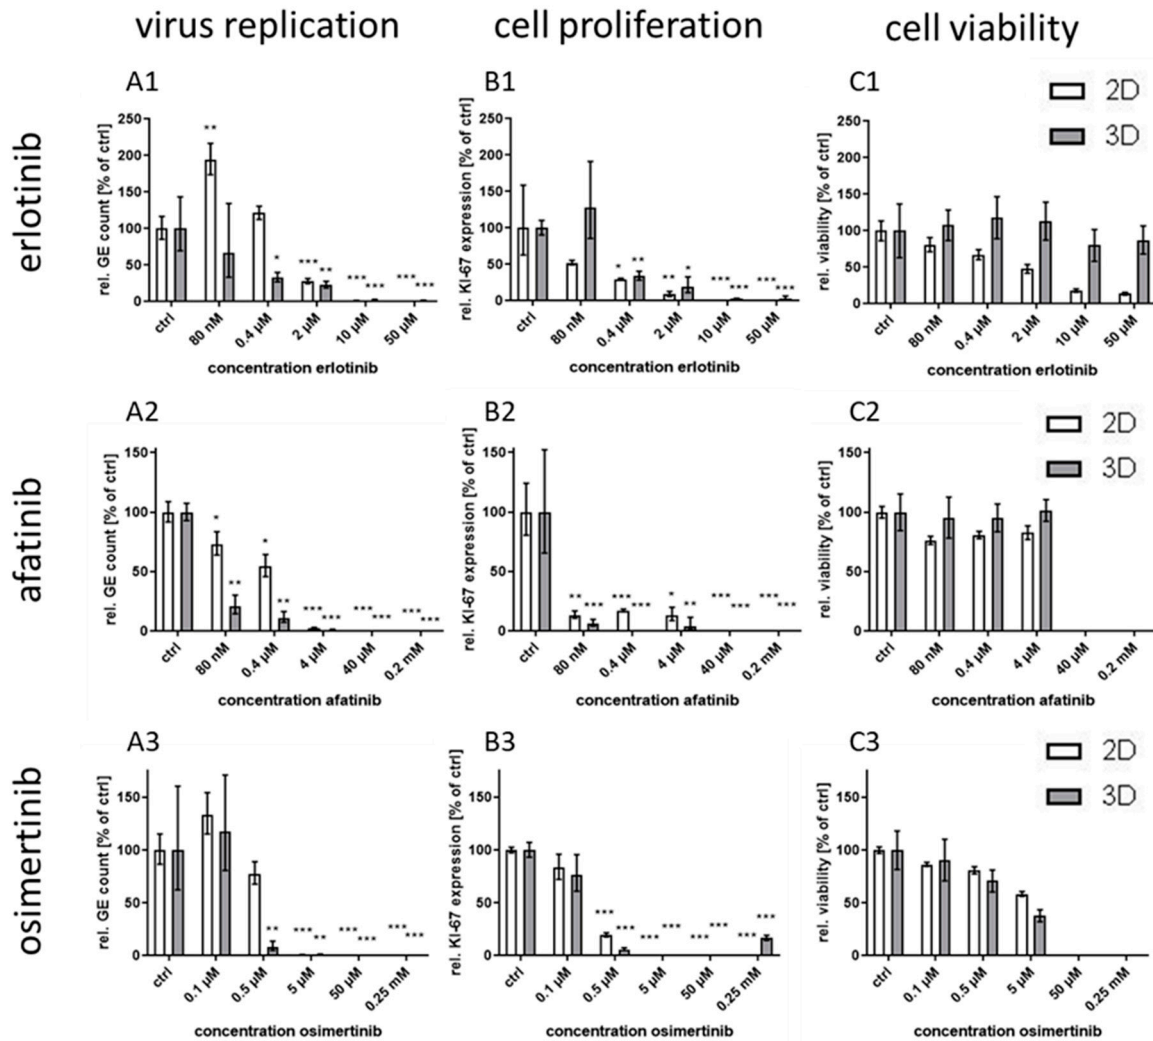 virus replication
cell proliferation
cell viability
erlotinib
A1
rel. GE count [% of ctrl]
250
200
150
100
50
0
**
*
***
**
***
***
***
***
ctrl
80 nM
0.4 µM
2 µM
10 µM
50 µM
concentration erlotinib
B1
rel. KI-67 expression [% of ctrl]
250
200
150
100
50
0
*
**
**
*
***
***
***
***
ctrl
80 nM
0.4 µM
2 µM
10 µM
50 µM
concentration erlotinib
C1
2D
3D
rel. viability [% of ctrl]
250
200
150
100
50
0
ctrl
80 nM
0.4 µM
2 µM
10 µM
50 µM
concentration erlotinib
afatinib
A2
rel. GE count [% of ctrl]
150
100
50
0
*
**
*
**
***
***
***
***
***
***
ctrl
80 nM
0.4 µM
4 µM
40 µM
0.2 mM
concentration afatinib
B2
rel. KI-67 expression [% of ctrl]
150
100
50
0
**
***
***
***
*
**
***
***
***
***
ctrl
80 nM
0.4 µM
4 µM
40 µM
0.2 mM
concentration afatinib
C2
2D
3D
rel. viability [% of ctrl]
150
100
50
0
ctrl
80 nM
0.4 µM
4 µM
40 µM
0.2 mM
concentration afatinib
osimertinib
A3
rel. GE count [% of ctrl]
150
100
50
0
**
***
**
***
***
***
***
ctrl
0.1 µM
0.5 µM
5 µM
50 µM
0.25 mM
concentration osimertinib
B3
rel. KI-67 expression [% of ctrl]
150
100
50
0
***
***
***
***
***
***
***
***
ctrl
0.1 µM
0.5 µM
5 µM
50 µM
0.25 mM
concentration osimertinib
C3
2D
3D
rel. viability [% of ctrl]
150
100
50
0
ctrl
0.1 µM
0.5 µM
5 µM
50 µM
0.25 mM
concentration osimertinib